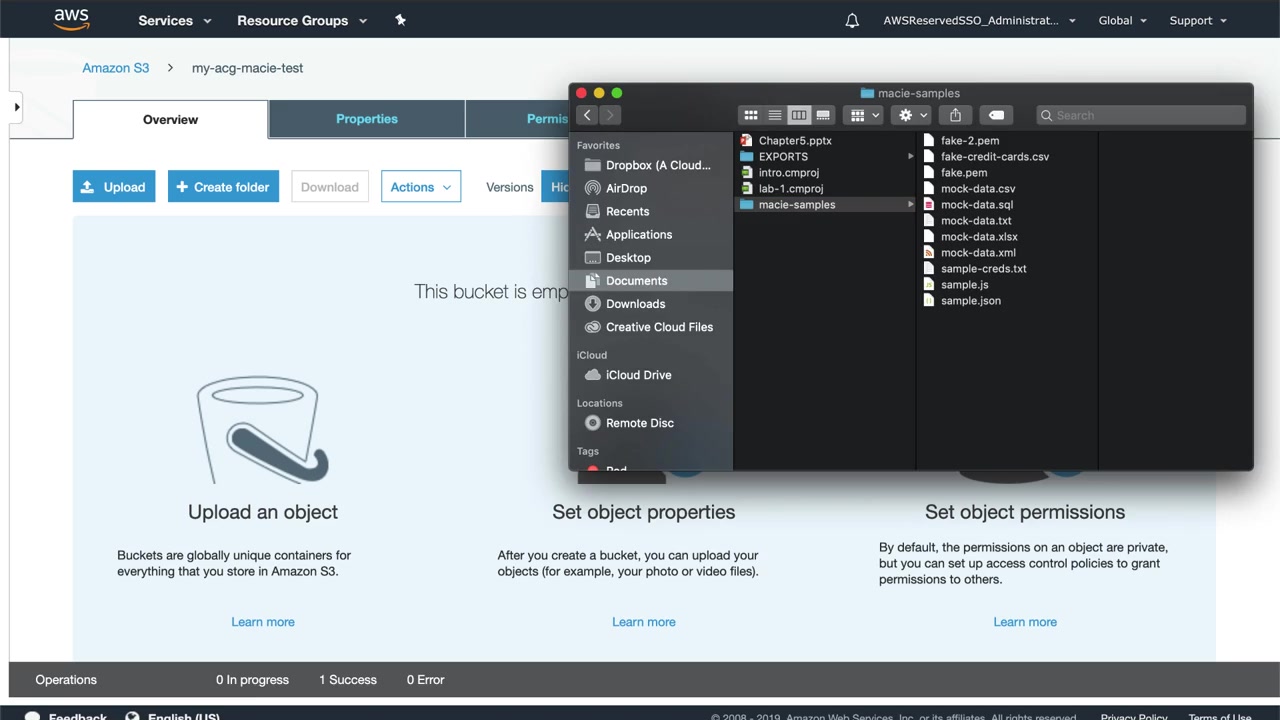 aws
Services
Resource Groups
AWSReservedSSO_Administrat...
Global
Support
Amazon S3
my-acg-macie-test
Overview
Properties
Permis
Upload
Create folder
Download
Actions
Versions
Hid
This bucket is emp
macie-samples
Search
Favorites
Dropbox (A Cloud...
AirDrop
Recents
Applications
Desktop
Documents
Downloads
Creative Cloud Files
iCloud
iCloud Drive
Locations
Remote Disc
Tags
Red
Chapter5.pptx
EXPORTS
intro.cmproj
lab-1.cmproj
macie-samples
fake-2.pem
fake-credit-cards.csv
fake.pem
mock-data.csv
mock-data.sql
mock-data.txt
mock-data.xlsx
mock-data.xml
sample-creds.txt
sample.js
sample.json
Upload an object
Buckets are globally unique containers for
everything that you store in Amazon S3.
Learn more
Set object properties
After you create a bucket, you can upload your
objects (for example, your photo or video files).
Learn more
Set object permissions
By default, the permissions on an object are private,
but you can set up access control policies to grant
permissions to others.
Learn more
Operations
0 In progress
1 Success
0 Error
Feedback
English (US)
© 2008 - 2019, Amazon Web Services, Inc. or its affiliates. All rights reserved.
Privacy Policy
Terms of Use